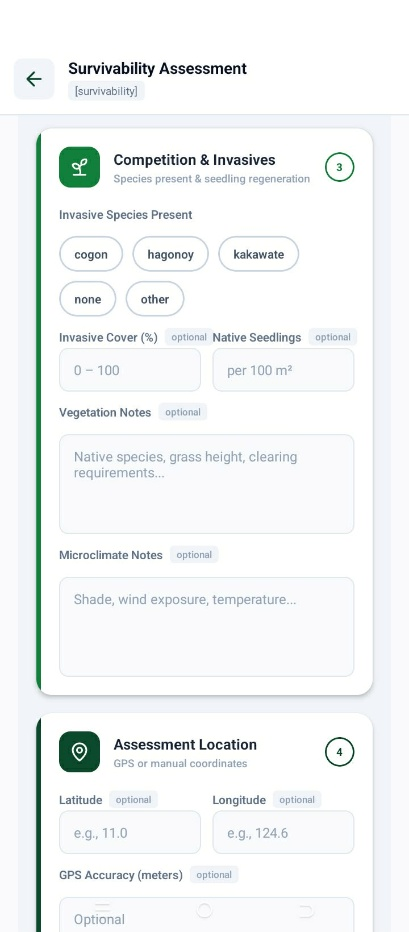 Survivability Assessment
[survivability]
Competition & Invasives
Species present & seedling regeneration
3
Invasive Species Present
cogon hagonoy kakawate
none other
Invasive Cover (%) optional Native Seedlings optional
0 – 100 per 100 m²
Vegetation Notes optional
Native species, grass height, clearing
requirements...
Microclimate Notes optional
Shade, wind exposure, temperature...
Assessment Location
GPS or manual coordinates
4
Latitude optional Longitude optional
e.g., 11.0 e.g., 124.6
GPS Accuracy (meters) optional
Optional